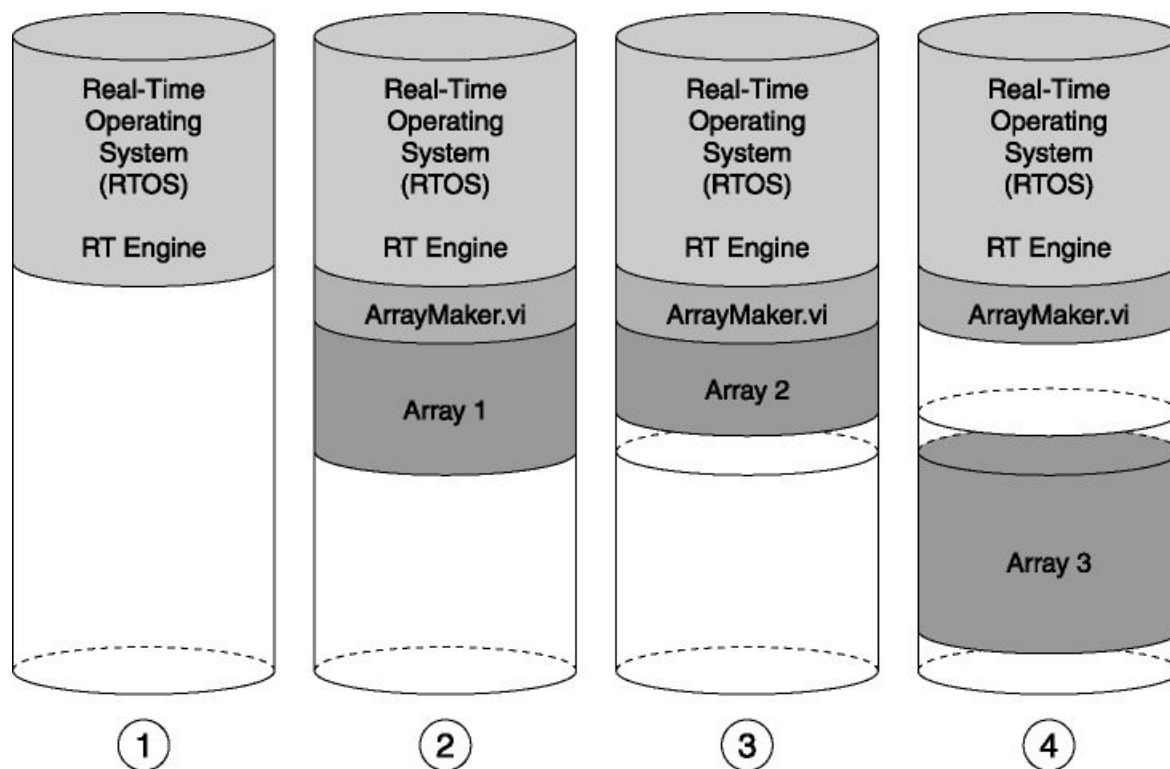 Real-Time
Operating
System
(RTOS)
RT Engine
1
Real-Time
Operating
System
(RTOS)
RT Engine
ArrayMaker.vi
Array 1
2
Real-Time
Operating
System
(RTOS)
RT Engine
ArrayMaker.vi
Array 2
3
Real-Time
Operating
System
(RTOS)
RT Engine
ArrayMaker.vi
Array 3
4